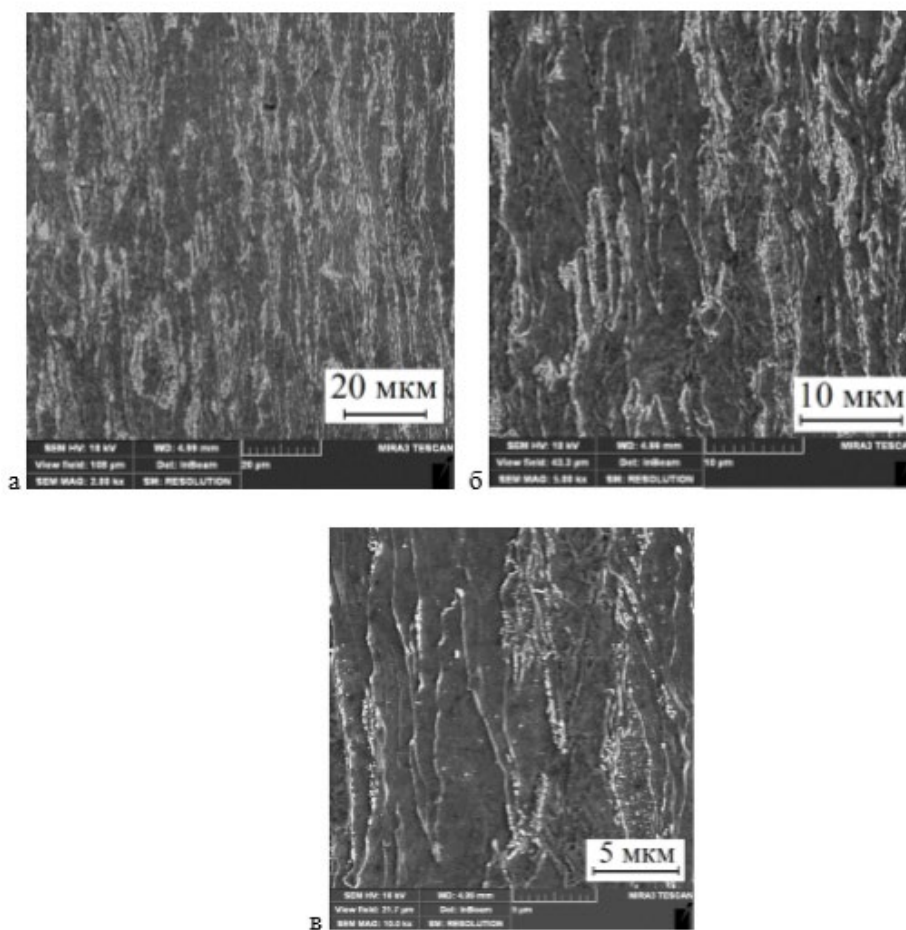 20 мкм
SEM HV: 10 kV WD: 4.99 mm MIRA3 TESCAN
View field: 108 µm Det: InBeam 20 µm
SEM MAG: 2.00 kx SM: RESOLUTION
а
10 мкм
SEM HV: 10 kV WD: 4.99 mm MIRA3 TESCAN
View field: 43.3 µm Det: InBeam 10 µm
SEM MAG: 5.00 kx SM: RESOLUTION
б
5 мкм
SEM HV: 10 kV WD: 4.99 mm MIRA3 TESCAN
View field: 21.7 µm Det: InBeam 5 µm
SEM MAG: 10.0 kx SM: RESOLUTION
в